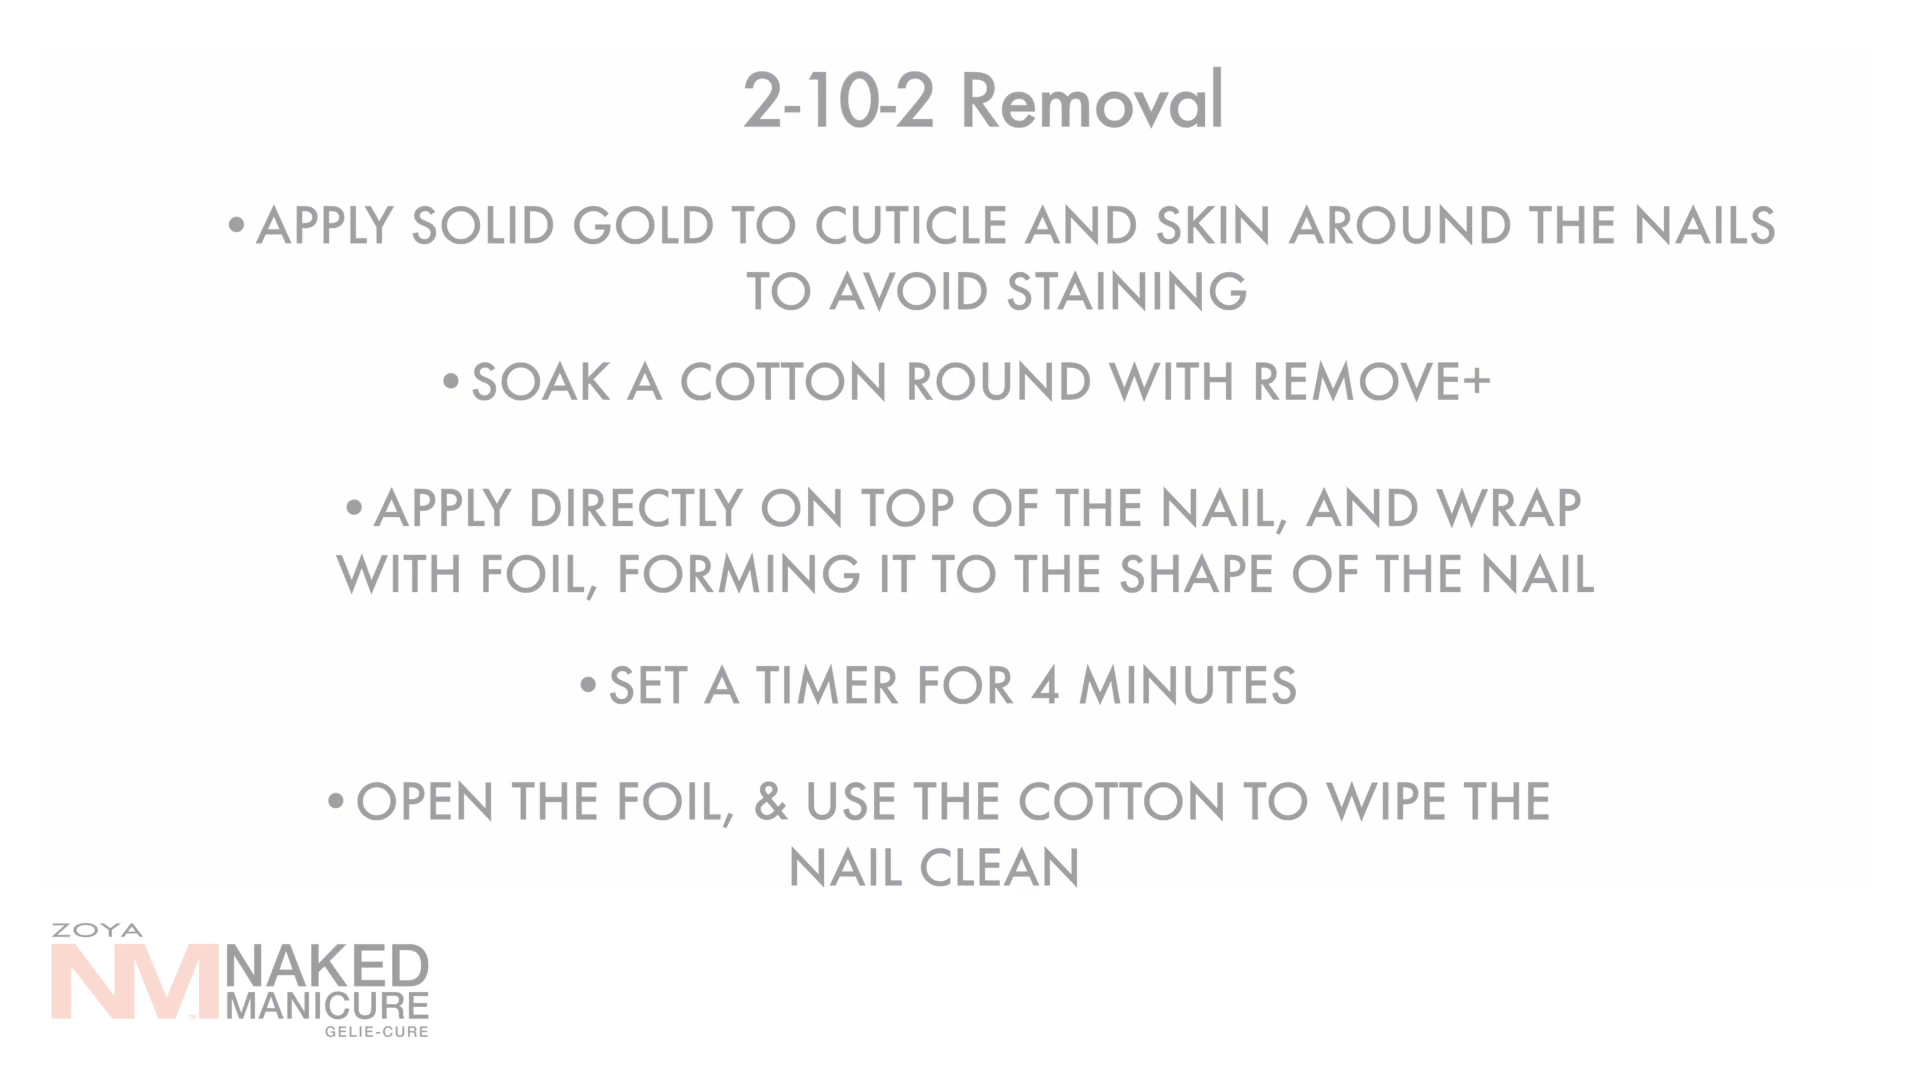 2-10-2 Removal
•APPLY SOLID GOLD TO CUTICLE AND SKIN AROUND THE NAILS
TO AVOID STAINING
•SOAK A COTTON ROUND WITH REMOVE+
•APPLY DIRECTLY ON TOP OF THE NAIL, AND WRAP
WITH FOIL, FORMING IT TO THE SHAPE OF THE NAIL
•SET A TIMER FOR 4 MINUTES
•OPEN THE FOIL, & USE THE COTTON TO WIPE THE
NAIL CLEAN
ZOYA
NM™ NAKED
MANICURE
GELIE-CURE